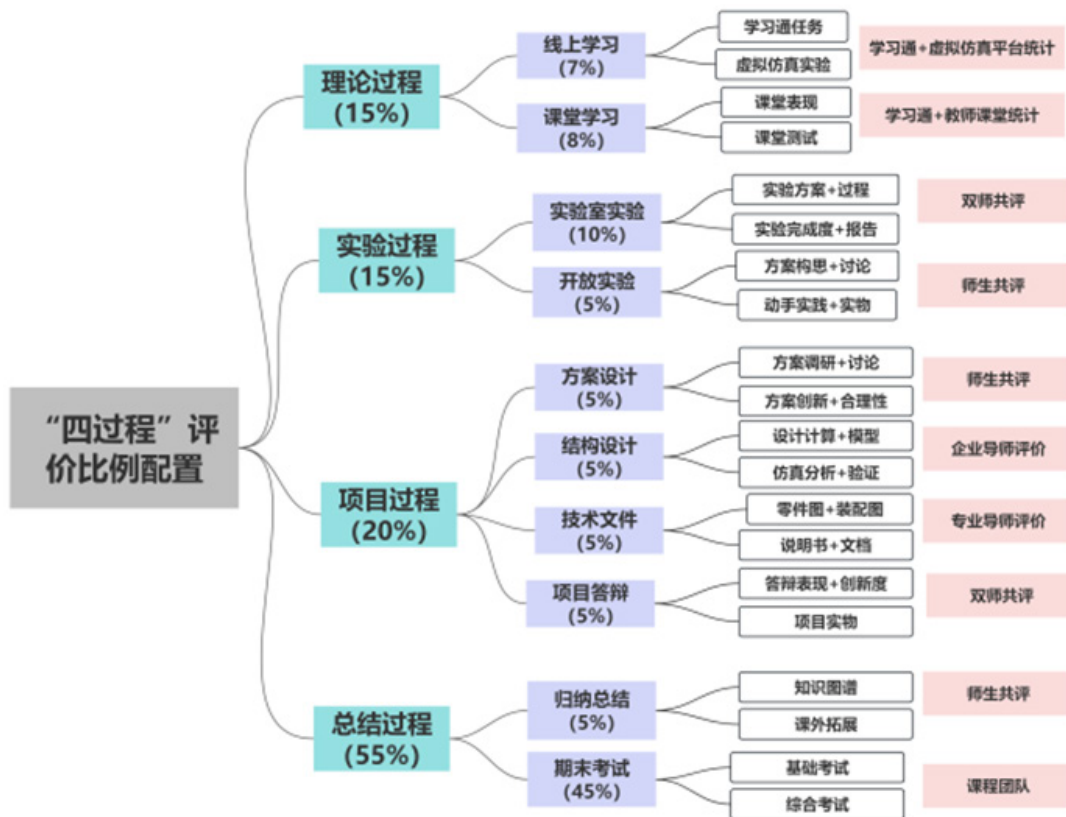 “四过程”评
价比例配置
理论过程
(15%)
线上学习
(7%)
学习通任务
虚拟仿真实验
学习通+虚拟仿真平台统计
课堂学习
(8%)
课堂表现
课堂测试
学习通+教师课堂统计
实验过程
(15%)
实验室实验
(10%)
实验方案+过程
实验完成度+报告
双师共评
开放实验
(5%)
方案构思+讨论
动手实践+实物
师生共评
项目过程
(20%)
方案设计
(5%)
方案调研+讨论
方案创新+合理性
师生共评
结构设计
(5%)
设计计算+模型
仿真分析+验证
企业导师评价
技术文件
(5%)
零件图+装配图
说明书+文档
专业导师评价
项目答辩
(5%)
答辩表现+创新度
项目实物
双师共评
总结过程
(55%)
归纳总结
(5%)
知识图谱
课外拓展
师生共评
期末考试
(45%)
基础考试
综合考试
课程团队